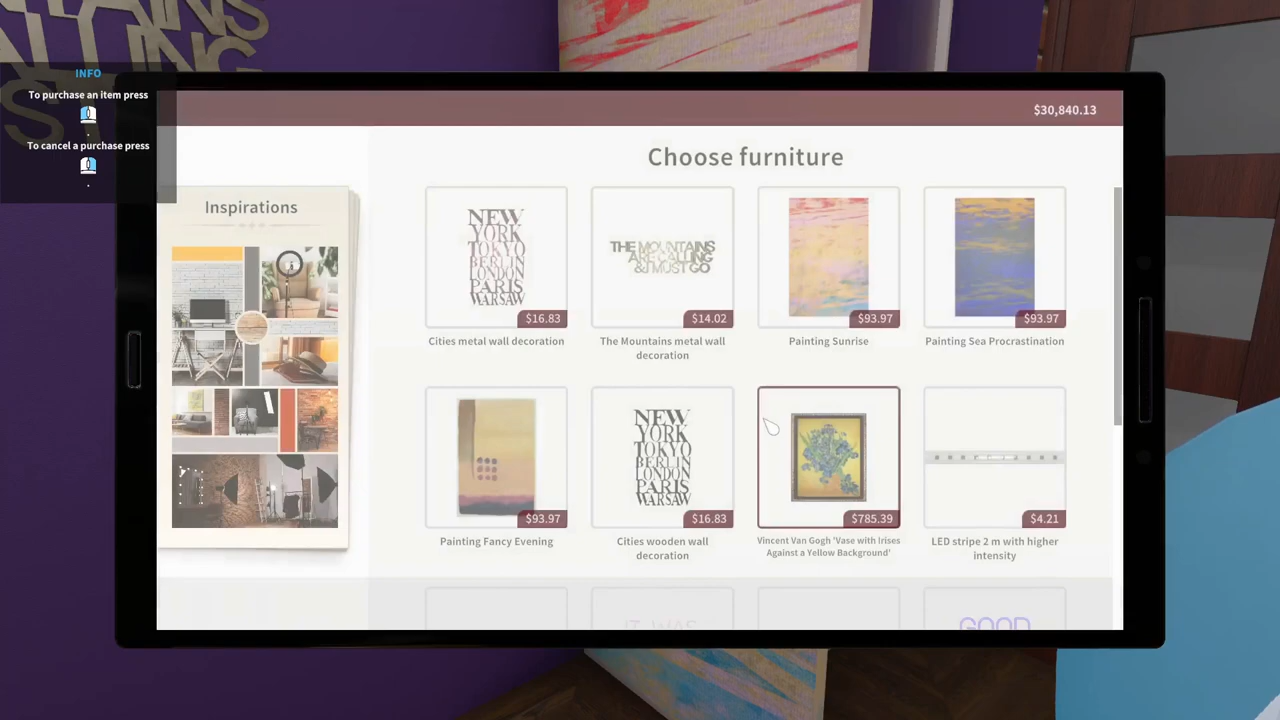 INFO
To purchase an item press
.
To cancel a purchase press
.
$30,840.13
Choose furniture
Inspirations
NEW
YORK
TOKYO
BERLIN
LONDON
PARIS
WARSAW
$16.83
Cities metal wall decoration
THE MOUNTAINS
ARE CALLING
& I MUST GO
$14.02
The Mountains metal wall
decoration
$93.97
Painting Sunrise
$93.97
Painting Sea Procrastination
$93.97
Painting Fancy Evening
NEW
YORK
TOKYO
BERLIN
LONDON
PARIS
WARSAW
$16.83
Cities wooden wall
decoration
$785.39
Vincent Van Gogh 'Vase with Irises
Against a Yellow Background'
$4.21
LED stripe 2 m with higher
intensity
IT WAS
GOOD